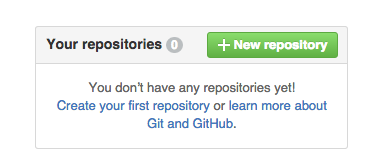 Your repositories 0 + New repository
You don’t have any repositories yet!
Create your first repository or learn more about
Git and GitHub.